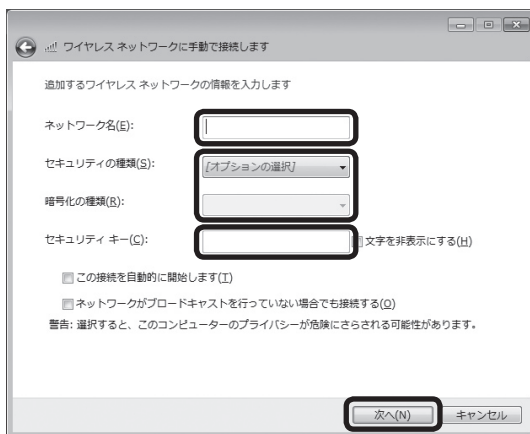 ワイヤレス ネットワークに手動で接続します
追加するワイヤレス ネットワークの情報を入力します
ネットワーク名(E):
セキュリティの種類(S):
[オプションの選択]
暗号化の種類(R):
セキュリティ キー(C):
文字を非表示にする(H)
この接続を自動的に開始します(T)
ネットワークがブロードキャストを行っていない場合でも接続する(O)
警告: 選択すると、このコンピューターのプライバシーが危険にさらされる可能性があります。
次へ(N) キャンセル